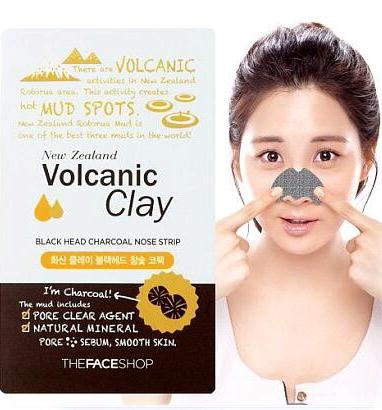 There are VOLCANIC
activities in New Zealand
Rotorua area. This activity creates
hot MUD SPOTS.
New Zealand Rotorua Mud is
one of the best three muds in the world!
New Zealand
Volcanic
Clay
BLACK HEAD CHARCOAL NOSE STRIP
화산 클레이 블랙헤드 참숯 코팩
I'm Charcoal!
The mud includes
PORE CLEAR AGENT
NATURAL MINERAL
PORE SEBUM, SMOOTH SKIN.
THEFACESHOP